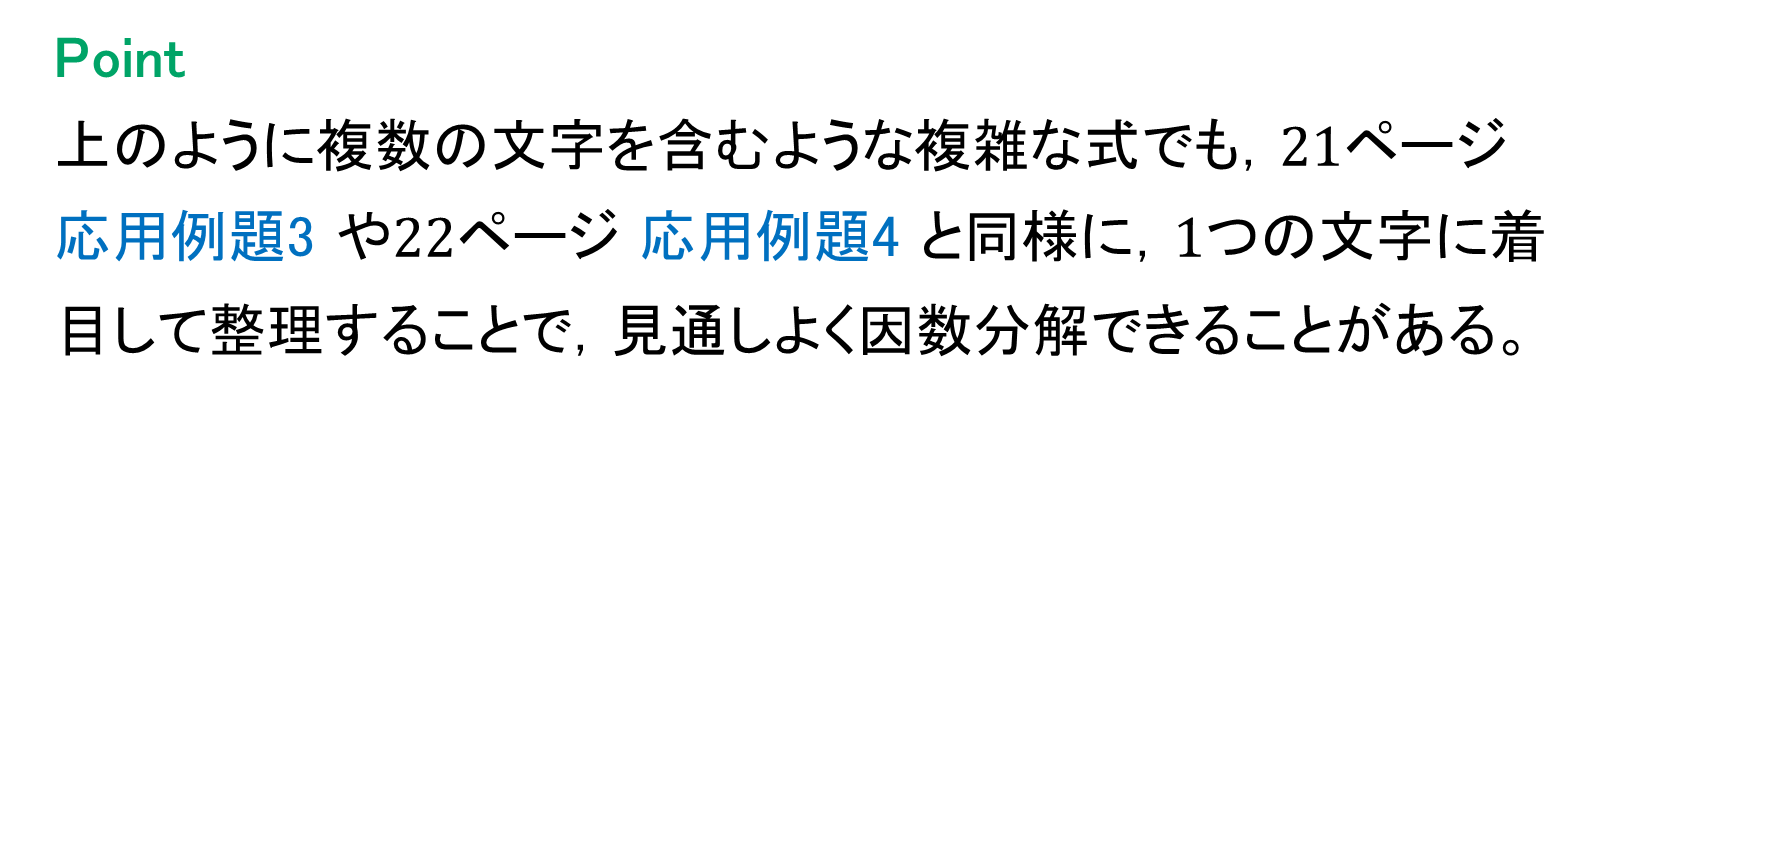 Point
上のように複数の文字を含むような複雑な式でも, 21ページ
応用例題3 や22ページ 応用例題4 と同様に, 1つの文字に着
目して整理することで, 見通しよく因数分解できることがある。